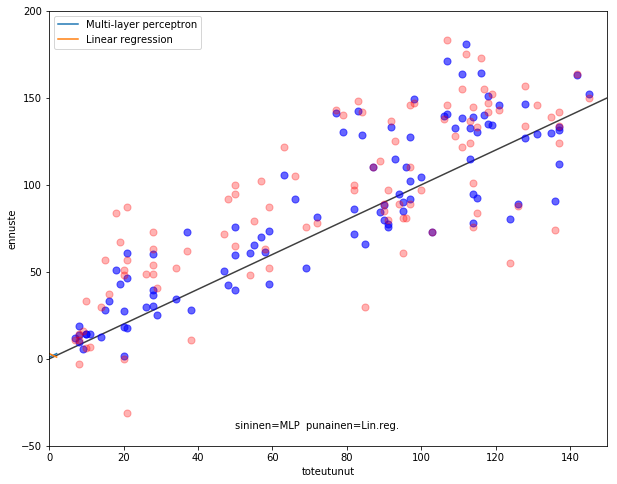 200
Multi-layer perceptron
Linear regression
150
100
ennuste
50
0
sininen=MLP punainen=Lin.reg.
−50
0 20 40 60 80 100 120 140
toteutunut